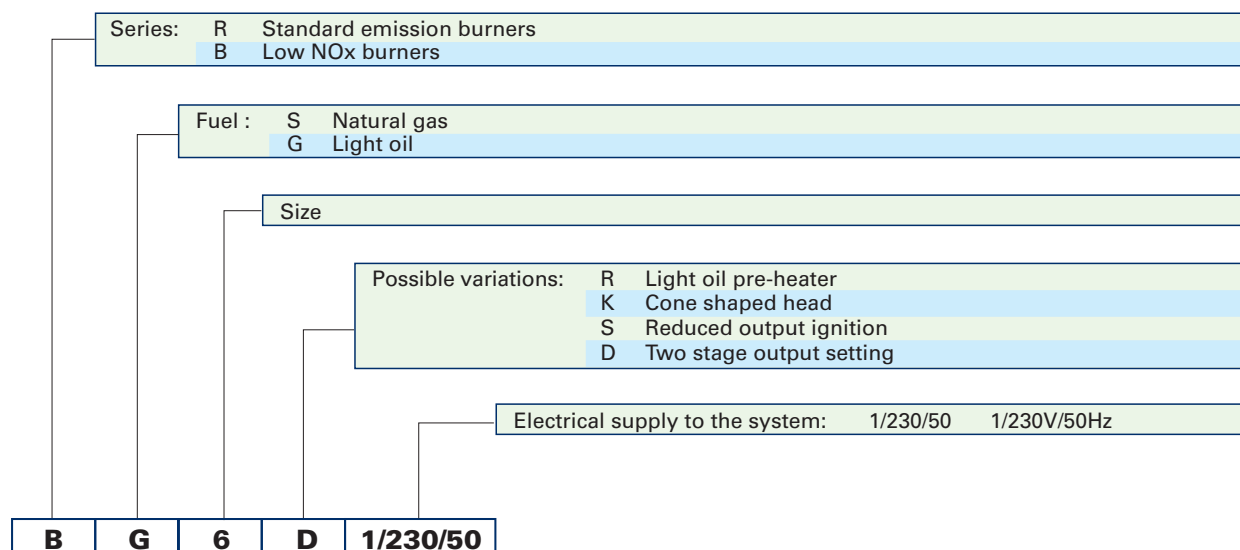 Series: R Standard emission burners
B Low NOx burners
Fuel : S Natural gas
G Light oil
Size
Possible variations: R Light oil pre-heater
K Cone shaped head
S Reduced output ignition
D Two stage output setting
Electrical supply to the system: 1/230/50 1/230V/50Hz
B G 6 D 1/230/50